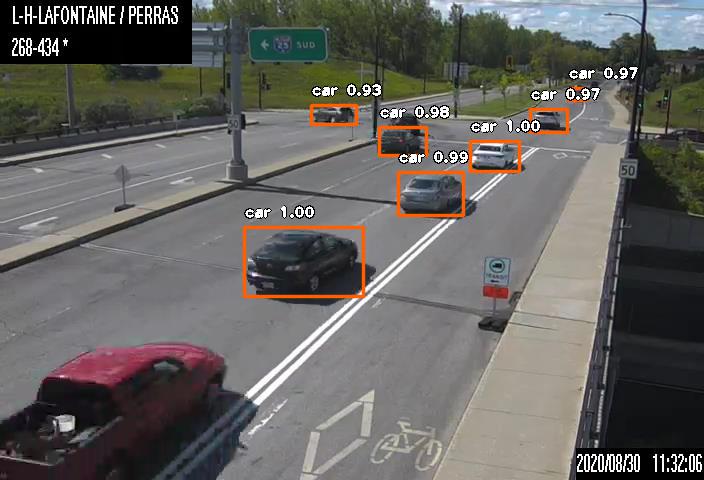 L-H-LAFONTAINE / PERRAS
268-434 *
25 SUD
car 0.97
car 0.93
car 0.97
car 0.98
car 1.00
car 0.99
50
car 1.00
TRANSIT
2020/08/30 11:32:06